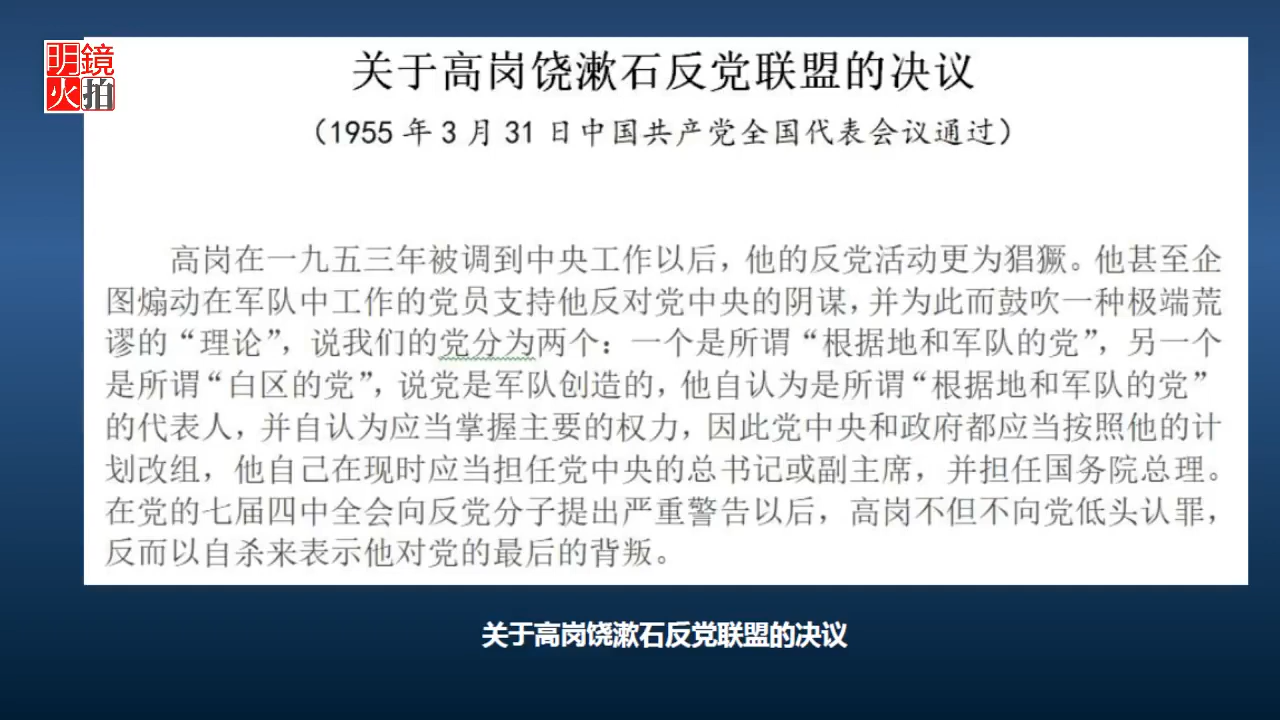 明鏡
火拍
关于高岗饶漱石反党联盟的决议
（1955 年 3 月 31 日中国共产党全国代表会议通过）
高岗在一九五三年被调到中央工作以后，他的反党活动更为猖獗。他甚至企
图煽动在军队中工作的党员支持他反对党中央的阴谋，并为此而鼓吹一种极端荒
谬的“理论”，说我们的党分为两个：一个是所谓“根据地和军队的党”，另一个
是所谓“白区的党”，说党是军队创造的，他自认为是所谓“根据地和军队的党”
的代表人，并自认为应当掌握主要的权力，因此党中央和政府都应当按照他的计
划改组，他自己在现时应当担任党中央的总书记或副主席，并担任国务院总理。
在党的七届四中全会向反党分子提出严重警告以后，高岗不但不向党低头认罪，
反而以自杀来表示他对党的最后的背叛。
关于高岗饶漱石反党联盟的决议